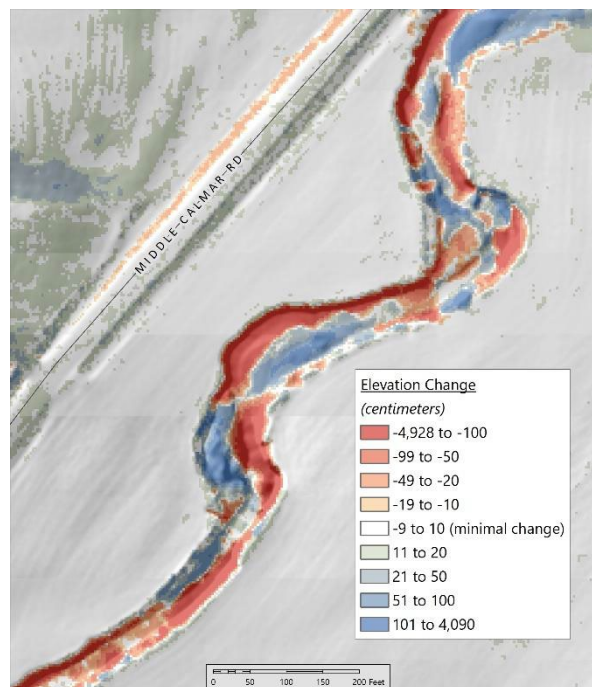 MIDDLE-CALMAR-RD
Elevation Change
(centimeters)
-4,928 to -100
-99 to -50
-49 to -20
-19 to -10
-9 to 10 (minimal change)
11 to 20
21 to 50
51 to 100
101 to 4,090
0 50 100 150 200 Feet